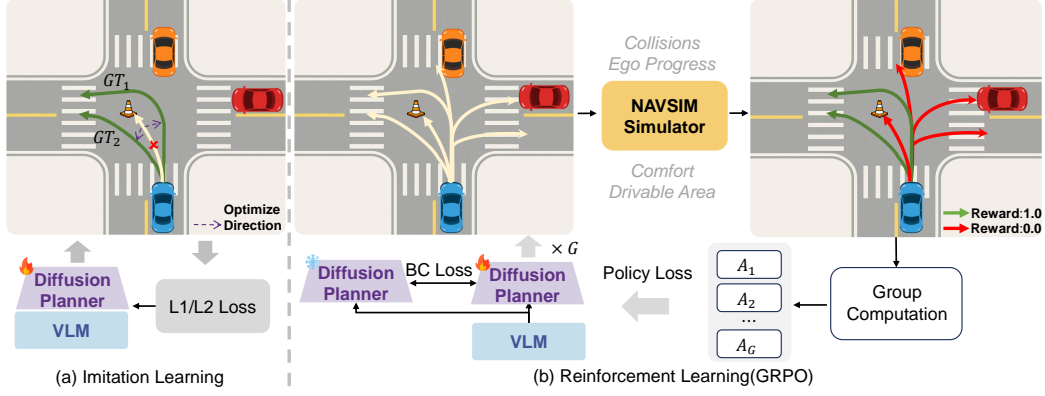 GT1
GT2
Optimize
Direction
Diffusion
Planner
VLM
L1/L2 Loss
(a) Imitation Learning
Collisions
Ego Progress
NAVSIM
Simulator
Comfort
Drivable Area
Reward:1.0
Reward:0.0
× G
Diffusion
Planner
BC Loss
Diffusion
Planner
VLM
Policy Loss
A1
A2
...
AG
Group
Computation
(b) Reinforcement Learning(GRPO)